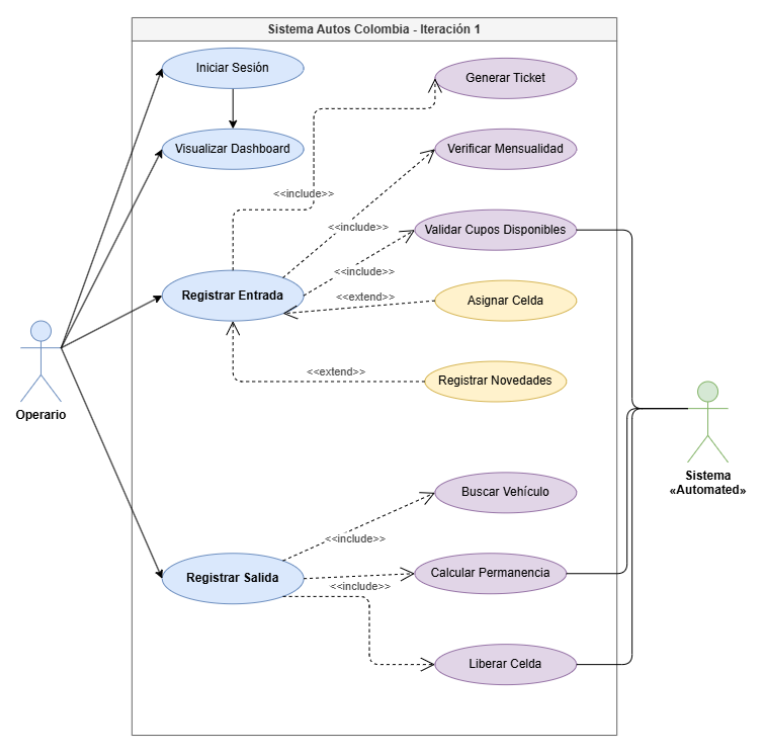 Sistema Autos Colombia - Iteración 1
Iniciar Sesión
Generar Ticket
Visualizar Dashboard
Verificar Mensualidad
<<include>>
<<include>>
Validar Cupos Disponibles
<<include>>
Registrar Entrada
<<extend>>
Asignar Celda
<<extend>>
Registrar Novedades
Operario
Sistema
«Automated»
Buscar Vehículo
<<include>>
Registrar Salida
Calcular Permanencia
<<include>>
Liberar Celda